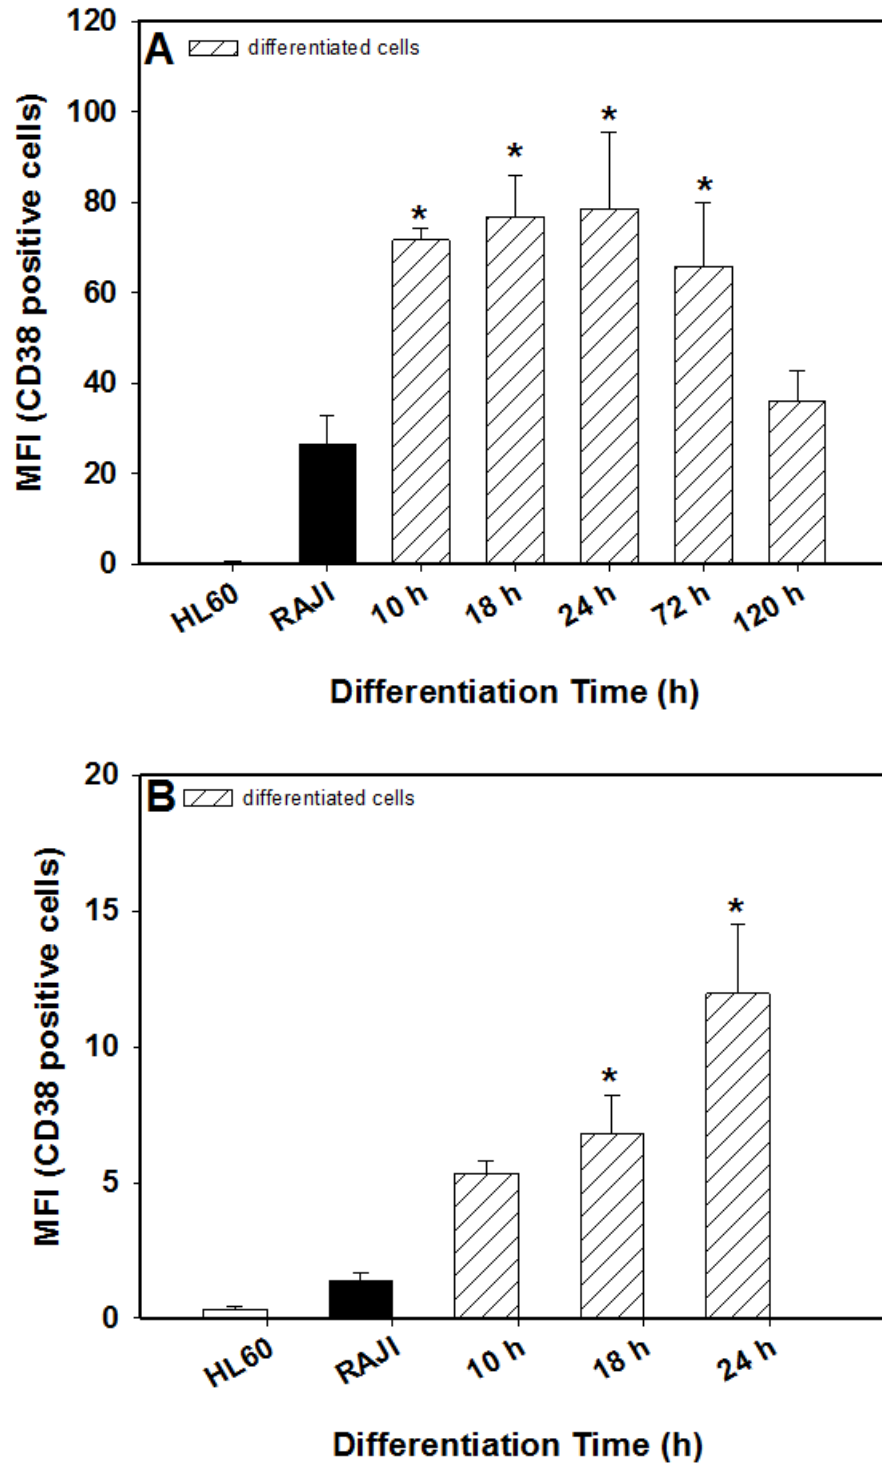 120
A differentiated cells
100
80
60
40
20
0
MFI (CD38 positive cells)
* * * *
HL60 RAJI 10 h 18 h 24 h 72 h 120 h
Differentiation Time (h)
20
B differentiated cells
15
10
5
0
MFI (CD38 positive cells)
* *
HL60 RAJI 10 h 18 h 24 h
Differentiation Time (h)